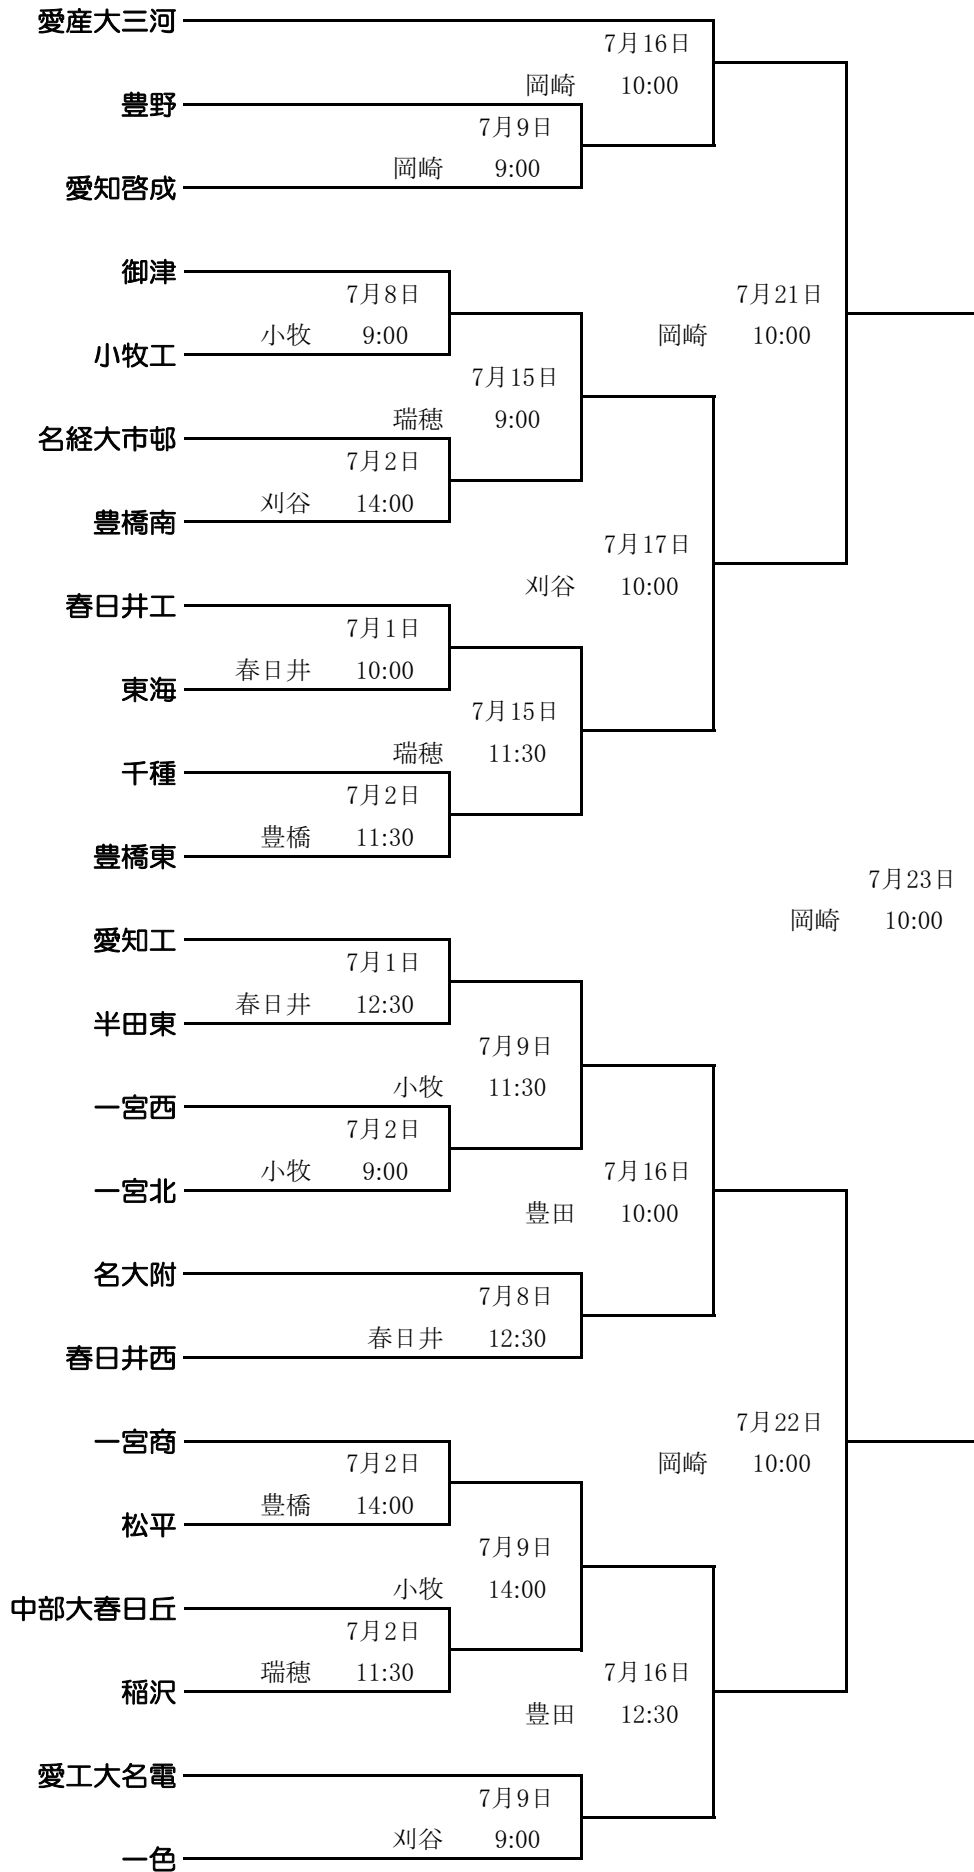 愛産大三河
7月16日
岡崎 10:00
豊野
7月9日
岡崎 9:00
愛知啓成
御津
7月8日 7月21日
小牧 9:00 岡崎 10:00
小牧工
7月15日
瑞穂 9:00
名経大市邨
7月2日
刈谷 14:00
豊橋南
7月17日
刈谷 10:00
春日井工
7月1日
春日井 10:00
東海
7月15日
瑞穂 11:30
千種
7月2日
豊橋 11:30
豊橋東
7月23日
岡崎 10:00
愛知工
7月1日
春日井 12:30
半田東
7月9日
小牧 11:30
一宮西
7月2日
小牧 9:00
一宮北
7月16日
豊田 10:00
名大附
7月8日
春日井 12:30
春日井西
7月22日
岡崎 10:00
一宮商
7月2日
豊橋 14:00
松平
7月9日
小牧 14:00
中部大春日丘
7月2日
瑞穂 11:30
稲沢
7月16日
豊田 12:30
愛工大名電
7月9日
刈谷 9:00
一色